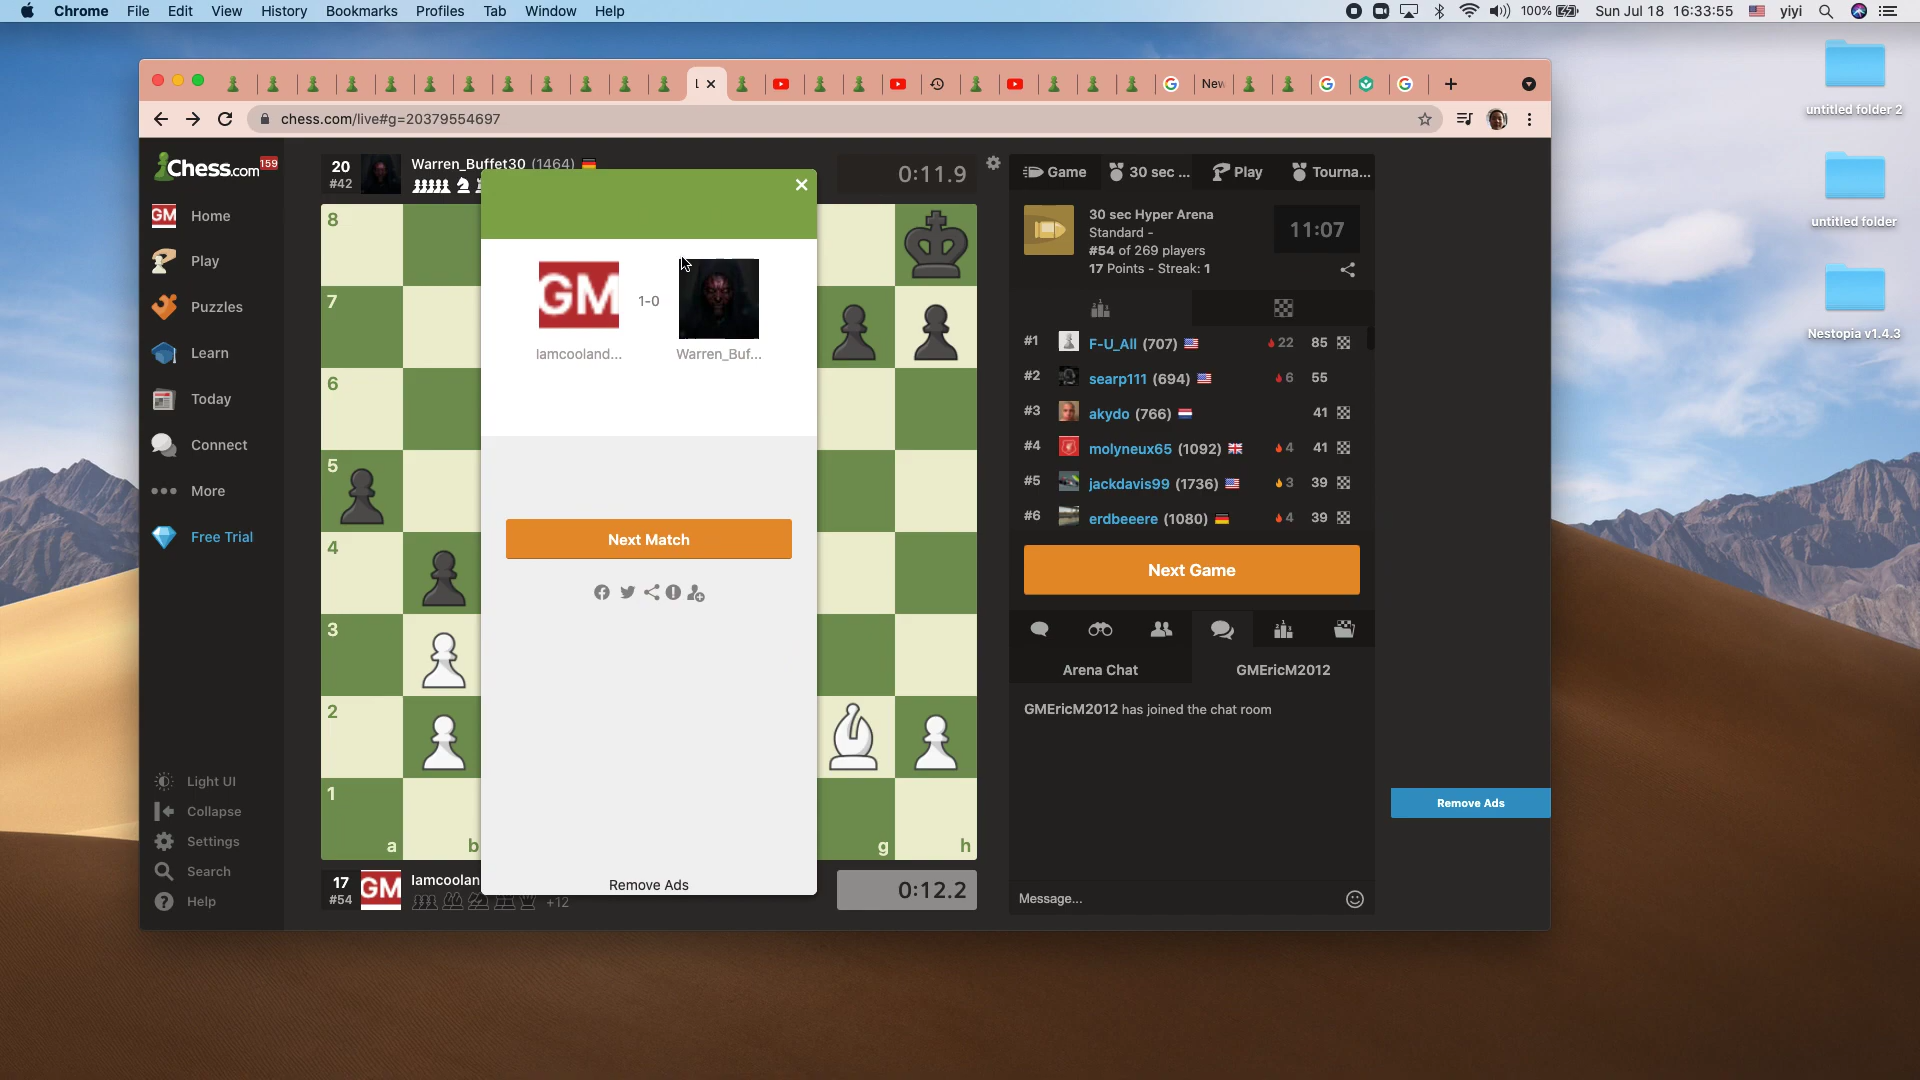 Chrome File Edit View History Bookmarks Profiles Tab Window Help
100% Sun Jul 18 16:33:55 yiyi
New
chess.com/live#g=20379554697
Chess.com 159
Home
Play
Puzzles
Learn
Today
Connect
More
Free Trial
Light UI
Collapse
Settings
Search
Help
20
#42
Warren_Buffet30 (1464)
0:11.9
8
7
6
5
4
3
2
1
a b g h
GM 1-0
Iamcooland... Warren_Buf...
Next Match
Remove Ads
17
#54
GM
Iamcoolan
+12
0:12.2
Game 30 sec ... Play Tourna...
30 sec Hyper Arena
Standard -
#54 of 269 players
17 Points - Streak: 1
11:07
#1 F-U_All (707) 22 85
#2 searp111 (694) 6 55
#3 akydo (766) 41
#4 molyneux65 (1092) 4 41
#5 jackdavis99 (1736) 3 39
#6 erdbeeere (1080) 4 39
Next Game
Arena Chat GMEricM2012
GMEricM2012 has joined the chat room
Message...
Remove Ads
untitled folder 2
untitled folder
Nestopia v1.4.3